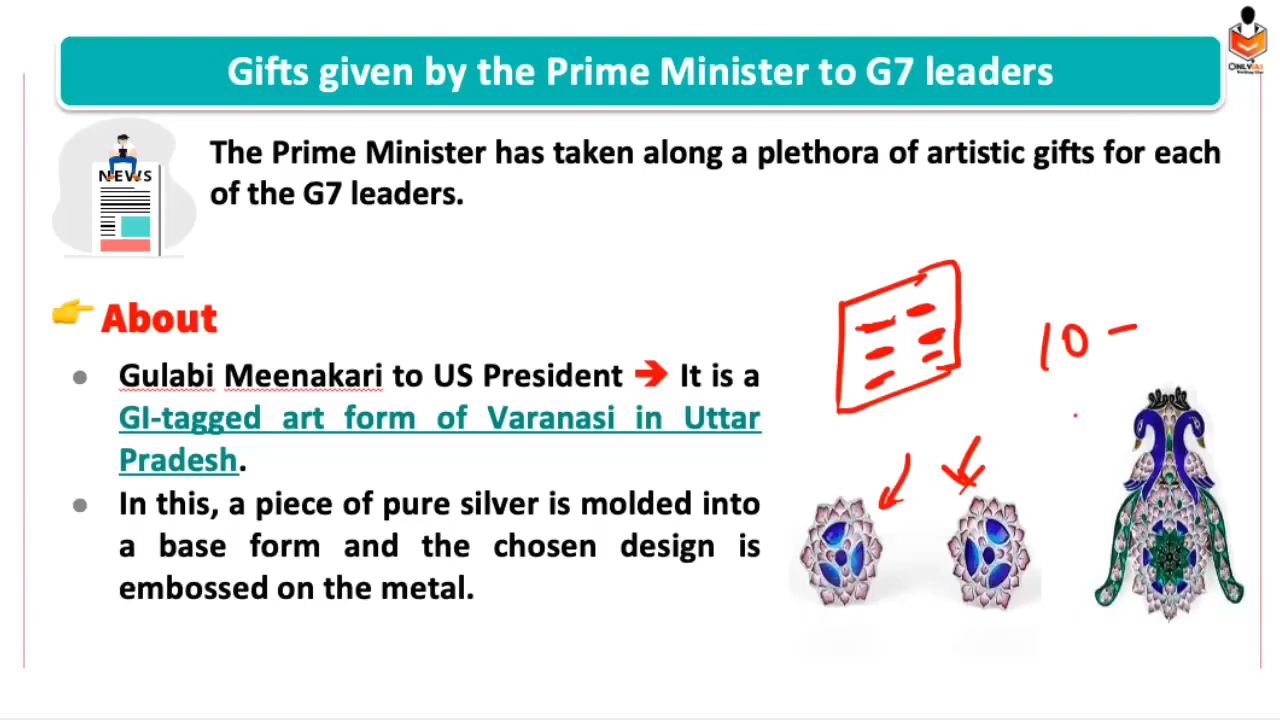 Gifts given by the Prime Minister to G7 leaders
ONLYIAS
NEWS
The Prime Minister has taken along a plethora of artistic gifts for each
of the G7 leaders.
About
Gulabi Meenakari to US President ➔ It is a
GI-tagged art form of Varanasi in Uttar
Pradesh.
In this, a piece of pure silver is molded into
a base form and the chosen design is
embossed on the metal.
10 -